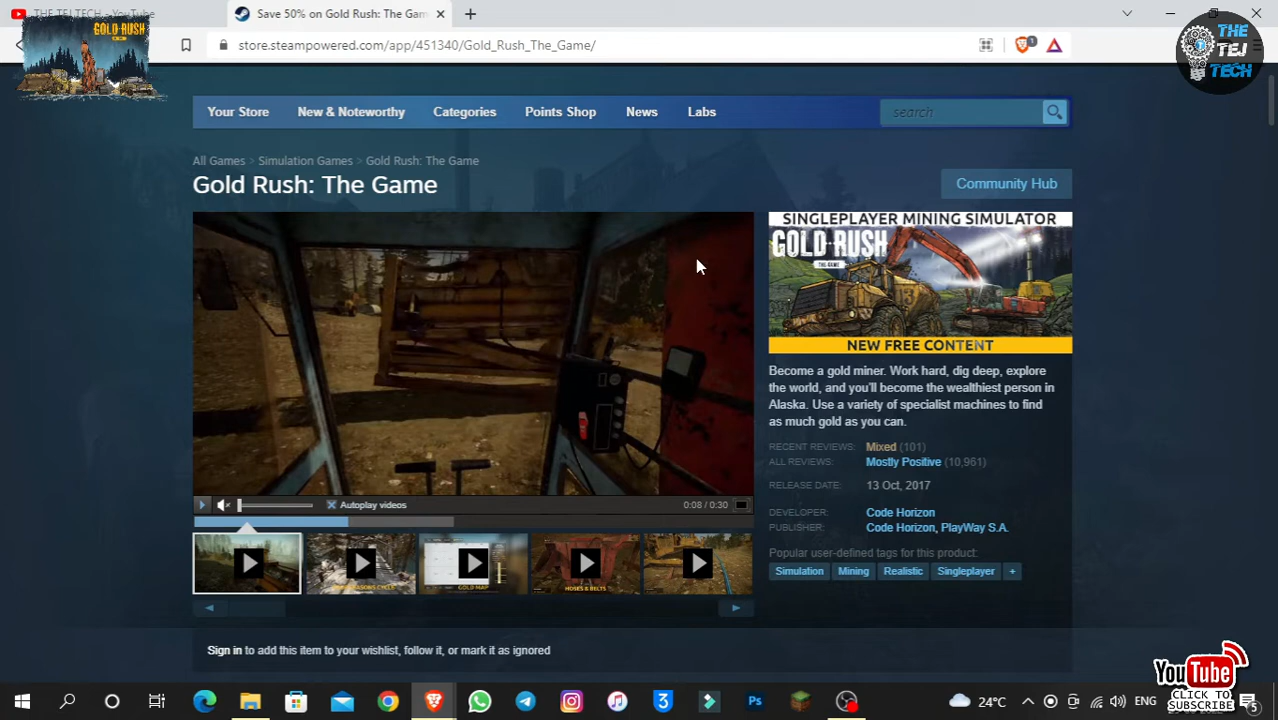 THE TEJTECH - YouTube
Save 50% on Gold Rush: The Gam
store.steampowered.com/app/451340/Gold_Rush_The_Game/
1
GOLD RUSH
THE
TEJ
TECH
Your Store
New & Noteworthy
Categories
Points Shop
News
Labs
search
All Games > Simulation Games > Gold Rush: The Game
Gold Rush: The Game
Community Hub
SINGLEPLAYER MINING SIMULATOR
GOLD RUSH
THE GAME
NEW FREE CONTENT
Become a gold miner. Work hard, dig deep, explore
the world, and you'll become the wealthiest person in
Alaska. Use a variety of specialist machines to find
as much gold as you can.
RECENT REVIEWS: Mixed (101)
ALL REVIEWS: Mostly Positive (10,961)
RELEASE DATE: 13 Oct, 2017
DEVELOPER: Code Horizon
PUBLISHER: Code Horizon, PlayWay S.A.
Popular user-defined tags for this product:
Simulation
Mining
Realistic
Singleplayer
+
Autoplay videos
0:08 / 0:30
GOLD MAP
HOSES & BELTS
Sign in to add this item to your wishlist, follow it, or mark it as ignored
YouTube
CLICK TO
SUBSCRIBE
24°C
ENG
5